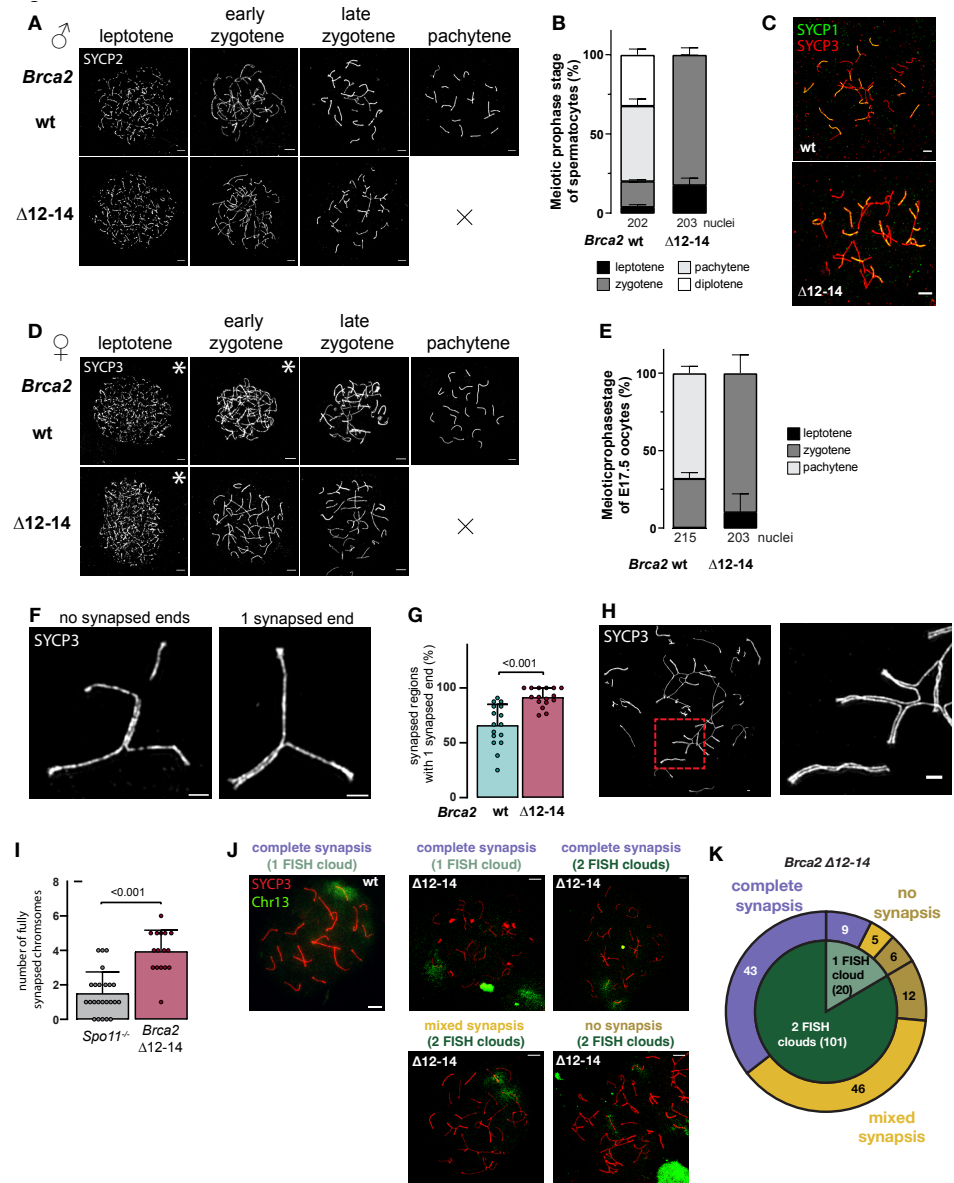 A
♂
leptotene
early
zygotene
late
zygotene
pachytene
Brca2
wt
SYCP2
Δ12-14
×
B
Meiotic prophase stage
of spermatocytes (%)
100
50
0
202
203
nuclei
Brca2 wt
Δ12-14
leptotene
pachytene
zygotene
diplotene
C
SYCP1
SYCP3
wt
Δ12-14
D
♀
leptotene
early
zygotene
late
zygotene
pachytene
Brca2
wt
SYCP3
*
*
Δ12-14
*
×
E
Meioticprophasestage
of E17.5 oocytes (%)
100
50
0
215
203
nuclei
Brca2 wt
Δ12-14
leptotene
zygotene
pachytene
F
no synapsed ends
1 synapsed end
SYCP3
G
synapsed regions
with 1 synapsed end (%)
<0.001
100
50
0
Brca2
wt
Δ12-14
H
SYCP3
I
number of fully
synapsed chromsomes
<0.001
8
6
4
2
0
Spo11-/-
Brca2
Δ12-14
J
complete synapsis
(1 FISH cloud)
SYCP3
Chr13
wt
complete synapsis
(1 FISH cloud)
Δ12-14
complete synapsis
(2 FISH clouds)
Δ12-14
mixed synapsis
(2 FISH clouds)
Δ12-14
no synapsis
(2 FISH clouds)
Δ12-14
K
Brca2 Δ12-14
complete
synapsis
no
synapsis
9
5
6
12
43
46
1 FISH
cloud
(20)
2 FISH
clouds (101)
mixed
synapsis